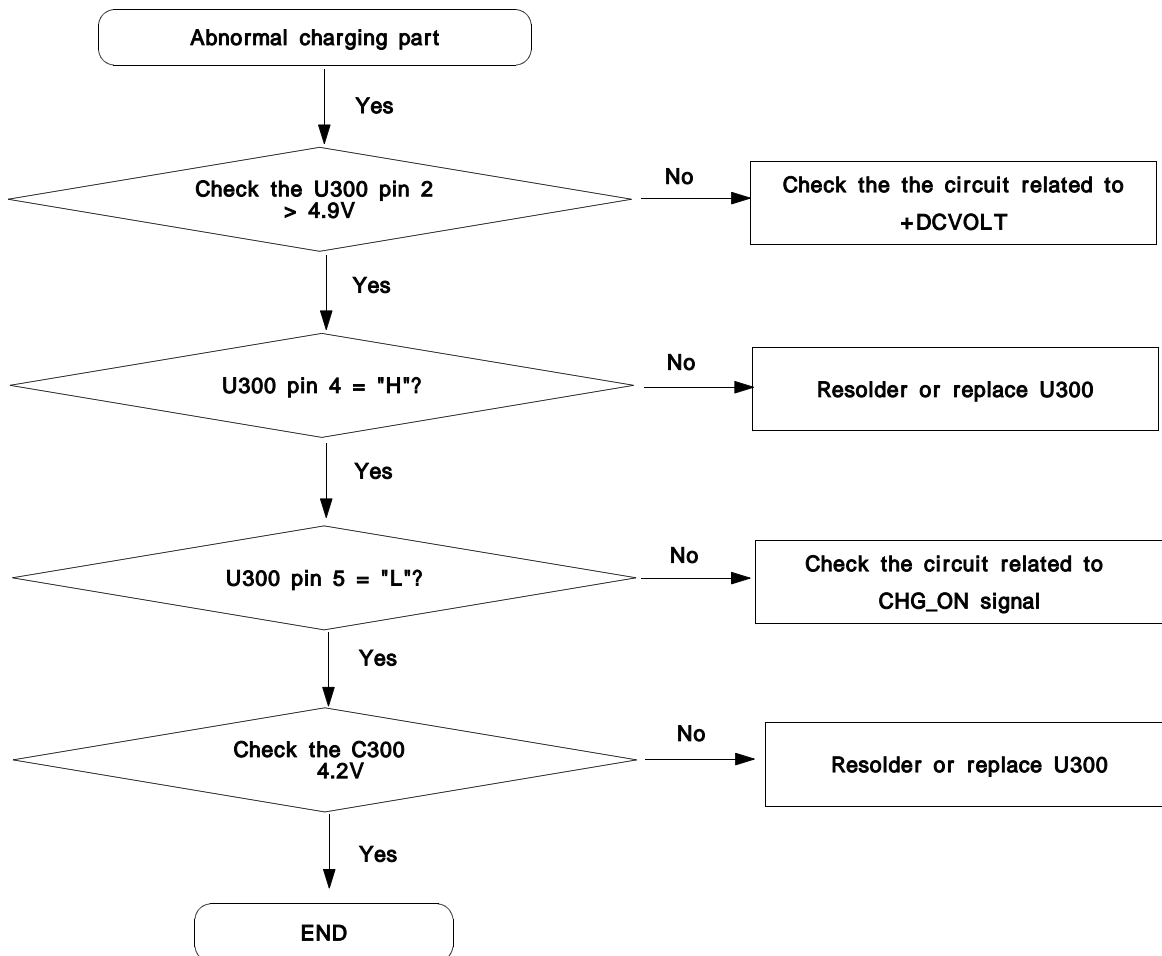 Abnormal charging part
Yes
Check the U300 pin 2
> 4.9V
No
Check the the circuit related to
+DCVOLT
Yes
U300 pin 4 = "H"?
No
Resolder or replace U300
Yes
U300 pin 5 = "L"?
No
Check the circuit related to
CHG_ON signal
Yes
Check the C300
4.2V
No
Resolder or replace U300
Yes
END